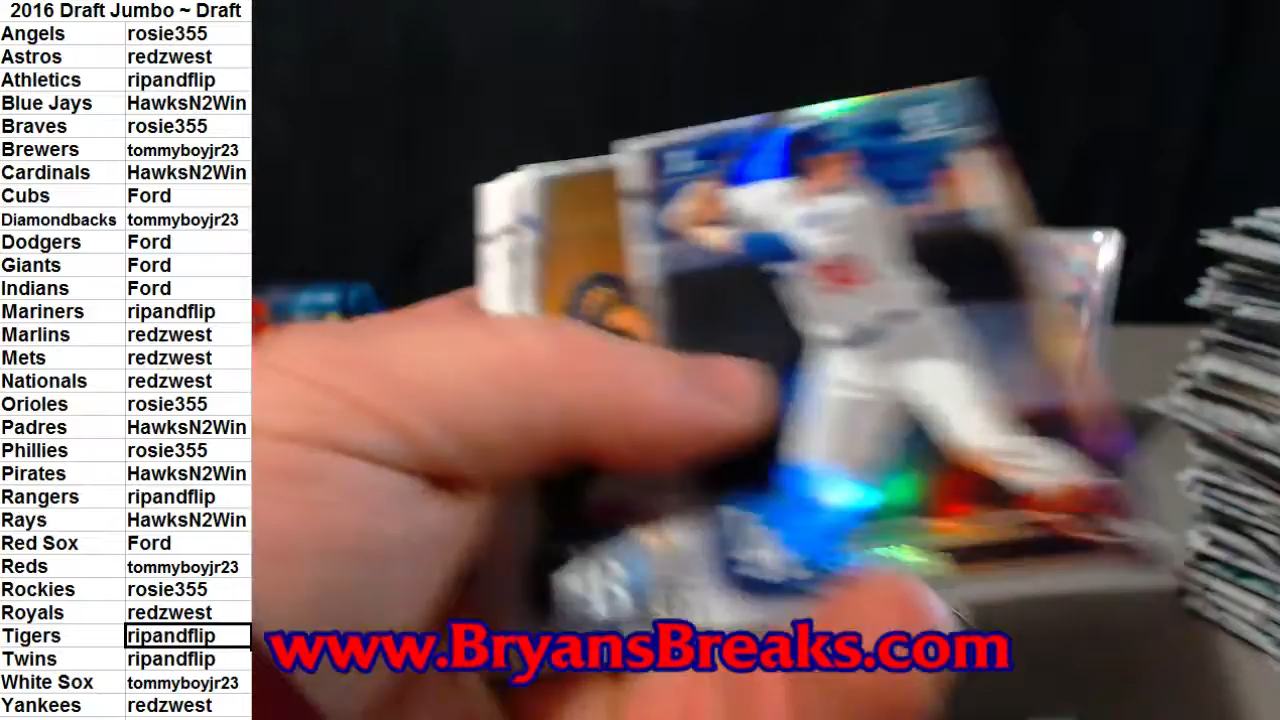 2016 Draft Jumbo ~ Draft
Angels rosie355
Astros redzwest
Athletics ripandflip
Blue Jays HawksN2Win
Braves rosie355
Brewers tommyboyjr23
Cardinals HawksN2Win
Cubs Ford
Diamondbacks tommyboyjr23
Dodgers Ford
Giants Ford
Indians Ford
Mariners ripandflip
Marlins redzwest
Mets redzwest
Nationals redzwest
Orioles rosie355
Padres HawksN2Win
Phillies rosie355
Pirates HawksN2Win
Rangers ripandflip
Rays HawksN2Win
Red Sox Ford
Reds tommyboyjr23
Rockies rosie355
Royals redzwest
Tigers ripandflip
Twins ripandflip
White Sox tommyboyjr23
Yankees redzwest
www.BryansBreaks.com